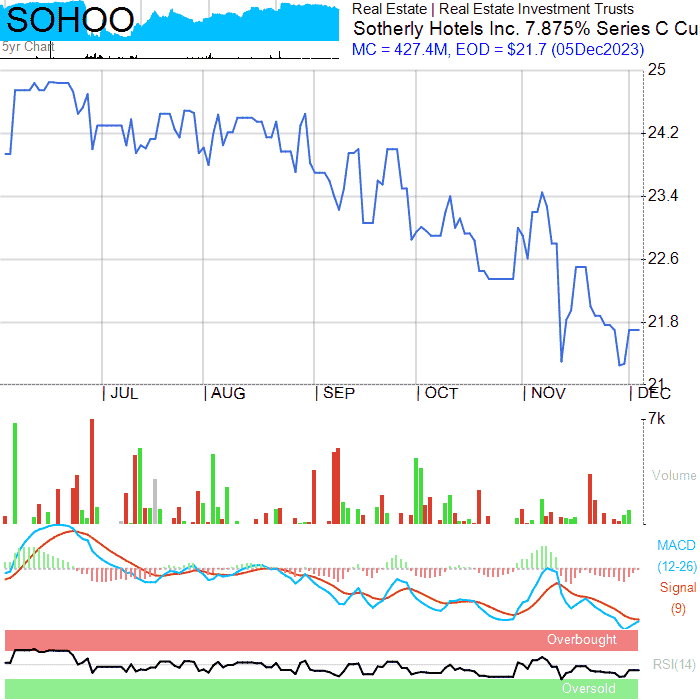 SOHOO
5yr Chart
Real Estate | Real Estate Investment Trusts
Sotherly Hotels Inc. 7.875% Series C Cu
MC = 427.4M, EOD = $21.7 (05Dec2023)
25
24.2
23.4
22.6
21.8
21
| JUL | AUG | SEP | OCT | NOV | DEC
7k
Volume
MACD
(12-26)
Signal
(9)
Overbought
RSI(14)
Oversold